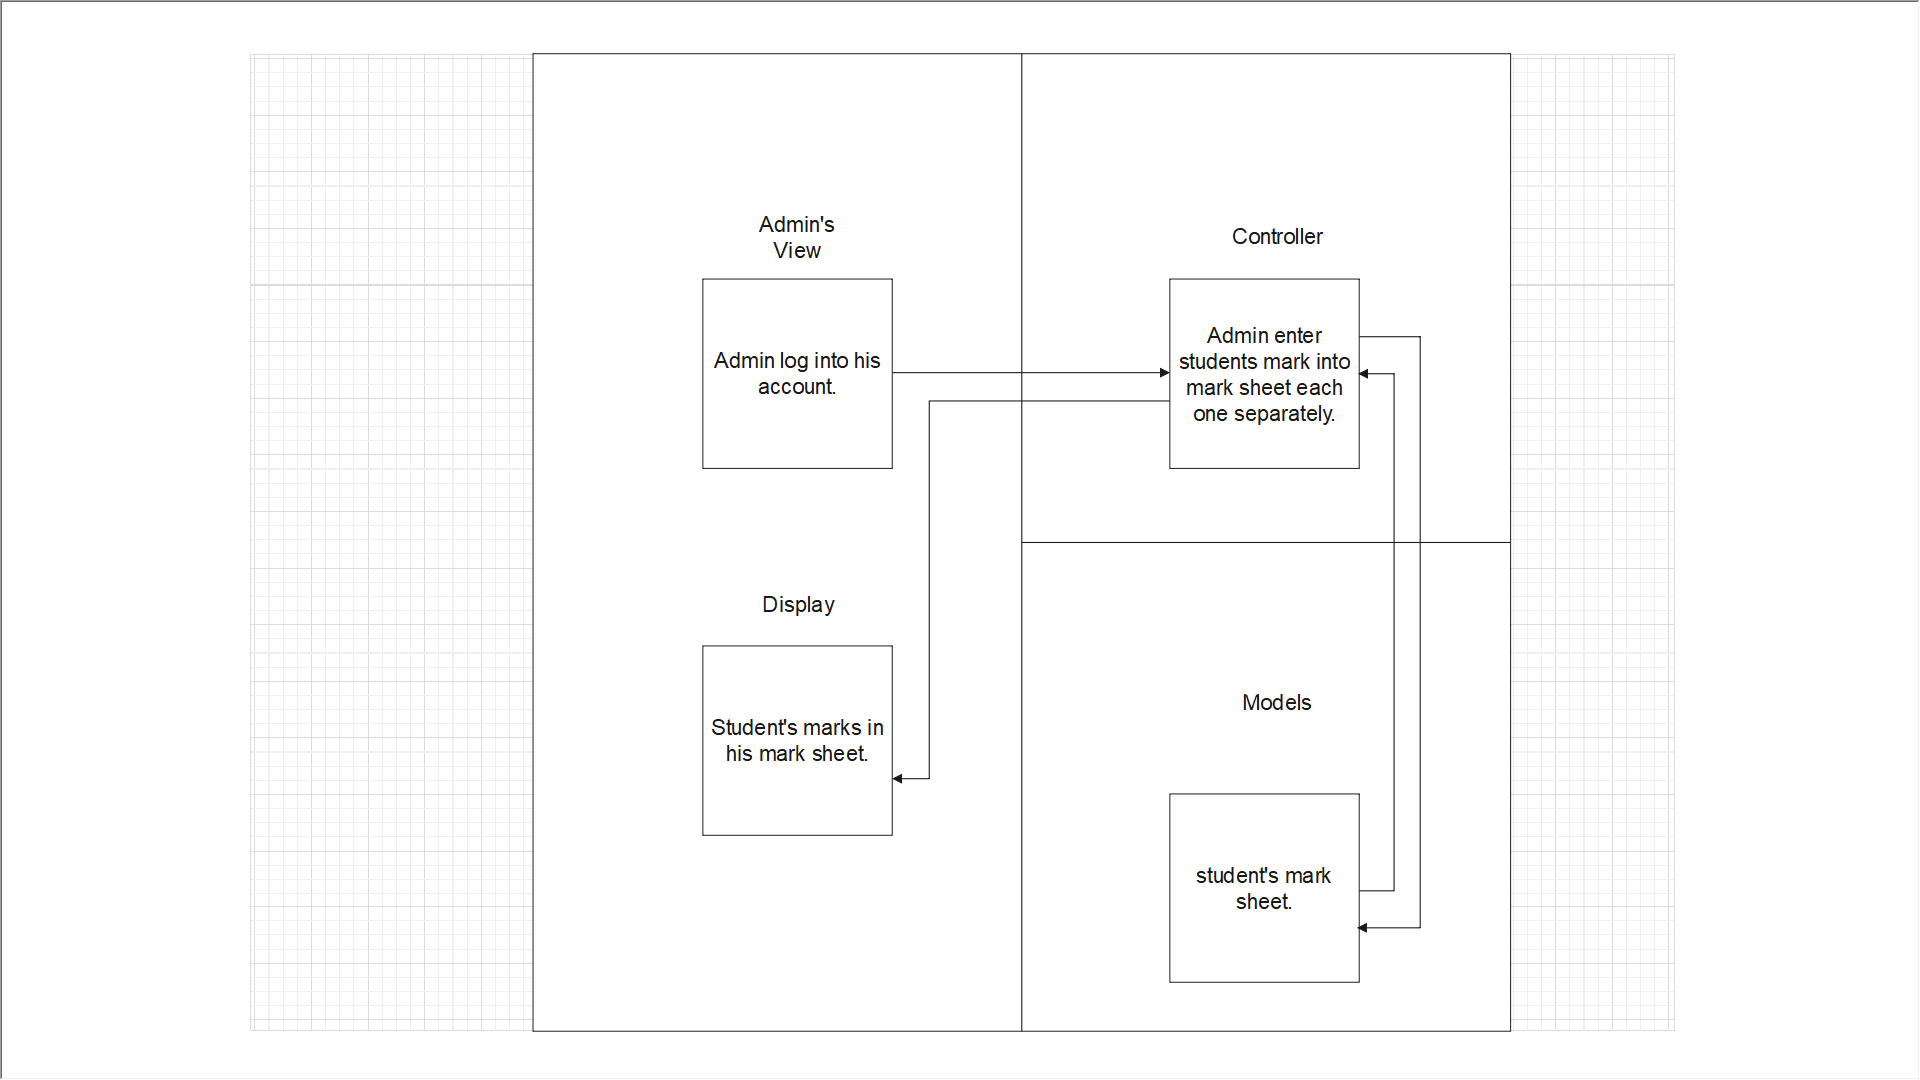 Admin's
View
Admin log into his
account.
Controller
Admin enter
students mark into
mark sheet each
one separately.
Display
Student's marks in
his mark sheet.
Models
student's mark
sheet.